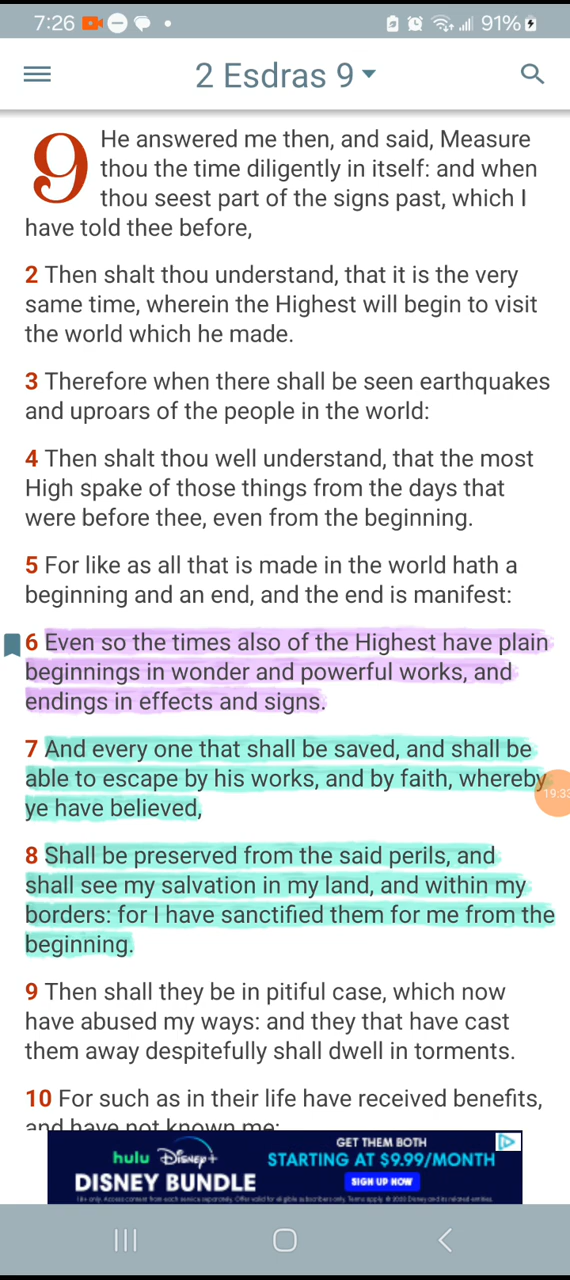 7:26
91%
2 Esdras 9
9 He answered me then, and said, Measure
thou the time diligently in itself: and when
thou seest part of the signs past, which I
have told thee before,
2 Then shalt thou understand, that it is the very
same time, wherein the Highest will begin to visit
the world which he made.
3 Therefore when there shall be seen earthquakes
and uproars of the people in the world:
4 Then shalt thou well understand, that the most
High spake of those things from the days that
were before thee, even from the beginning.
5 For like as all that is made in the world hath a
beginning and an end, and the end is manifest:
6 Even so the times also of the Highest have plain
beginnings in wonder and powerful works, and
endings in effects and signs.
7 And every one that shall be saved, and shall be
able to escape by his works, and by faith, whereby
ye have believed,
19:33
8 Shall be preserved from the said perils, and
shall see my salvation in my land, and within my
borders: for I have sanctified them for me from the
beginning.
9 Then shall they be in pitiful case, which now
have abused my ways: and they that have cast
them away despitefully shall dwell in torments.
10 For such as in their life have received benefits,
and have not known me:
hulu Disney+
DISNEY BUNDLE
GET THEM BOTH
STARTING AT $9.99/MONTH
SIGN UP NOW